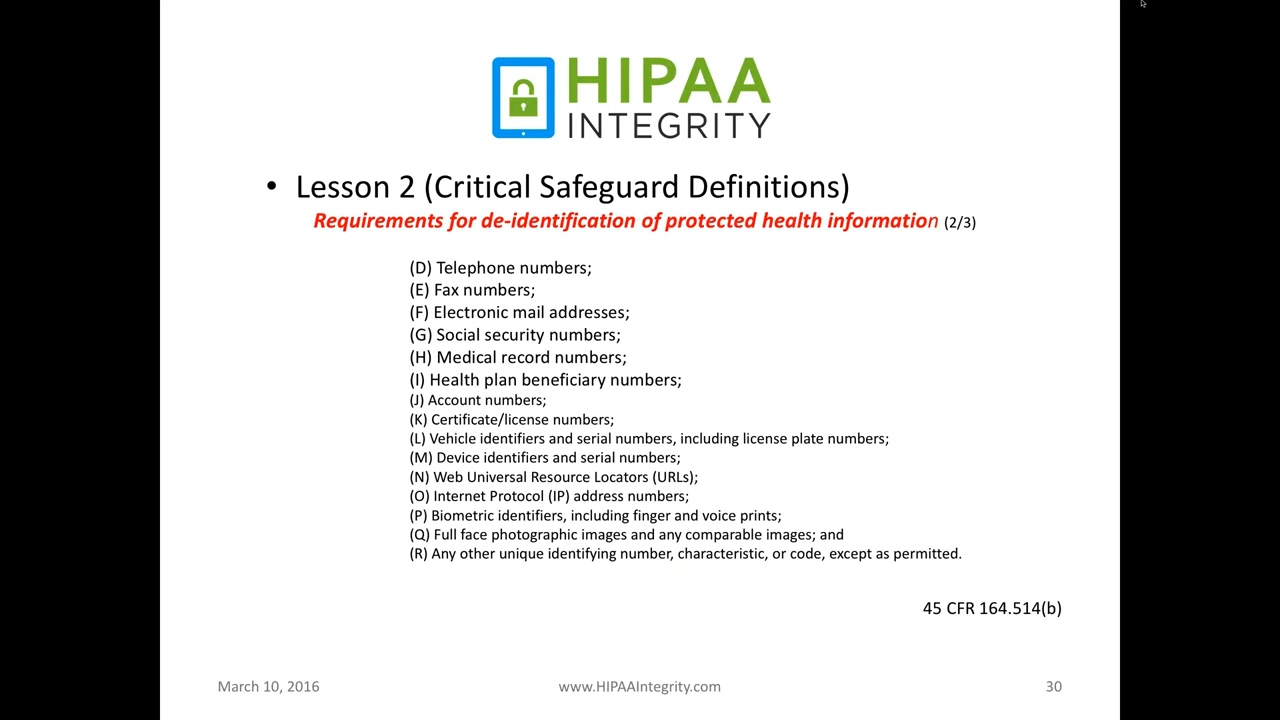 HIPAA
INTEGRITY
• Lesson 2 (Critical Safeguard Definitions)
Requirements for de-identification of protected health information (2/3)
(D) Telephone numbers;
(E) Fax numbers;
(F) Electronic mail addresses;
(G) Social security numbers;
(H) Medical record numbers;
(I) Health plan beneficiary numbers;
(J) Account numbers;
(K) Certificate/license numbers;
(L) Vehicle identifiers and serial numbers, including license plate numbers;
(M) Device identifiers and serial numbers;
(N) Web Universal Resource Locators (URLs);
(O) Internet Protocol (IP) address numbers;
(P) Biometric identifiers, including finger and voice prints;
(Q) Full face photographic images and any comparable images; and
(R) Any other unique identifying number, characteristic, or code, except as permitted.
45 CFR 164.514(b)
March 10, 2016 www.HIPAAIntegrity.com 30